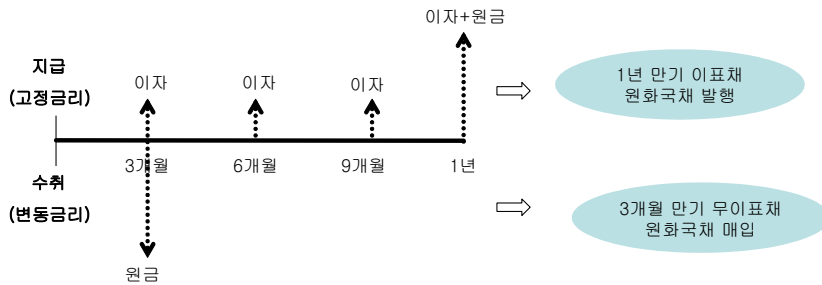 이자+원금
지급
(고정금리)
이자
이자
이자
1년 만기 이표채
원화국채 발행
3개월
6개월
9개월
1년
수취
(변동금리)
3개월 만기 무이표채
원화국채 매입
원금